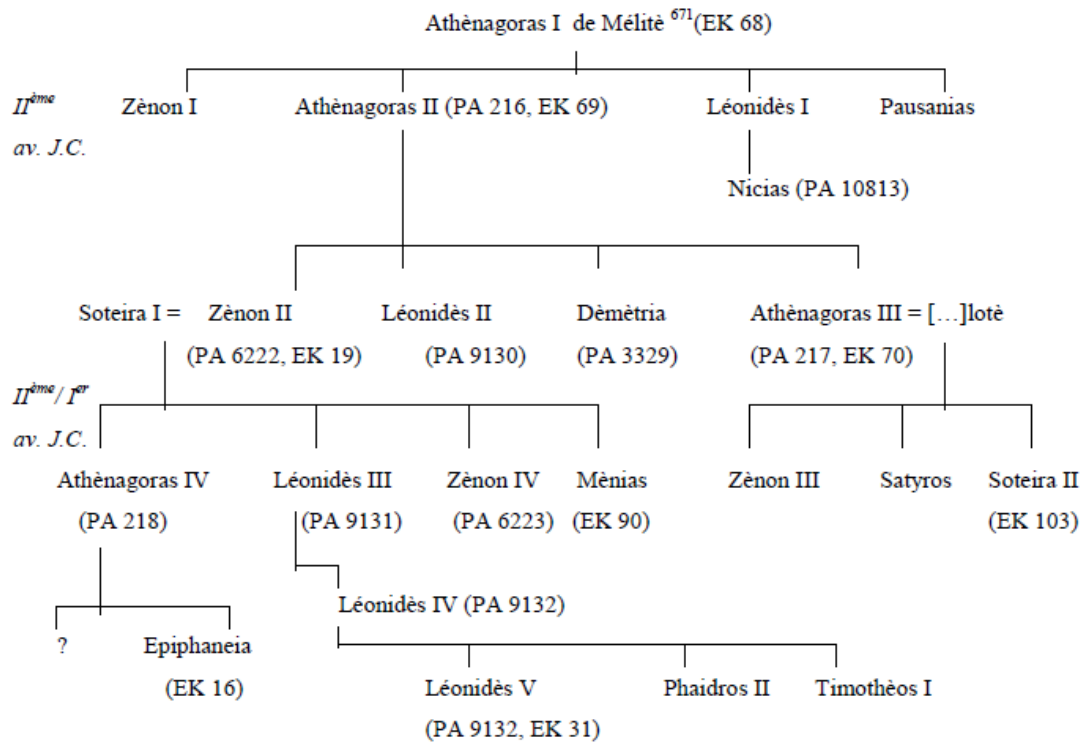 Athènagoras I de Mélitè 671(EK 68)
IIème Zènon I Athènagoras II (PA 216, EK 69) Léonidès I Pausanias
av. J.C.
Nicias (PA 10813)
Soteira I = Zènon II Léonidès II Dèmètria Athènagoras III = […]lotè
(PA 6222, EK 19) (PA 9130) (PA 3329) (PA 217, EK 70)
IIème/ Ier
av. J.C.
Athènagoras IV Léonidès III Zènon IV Mènias Zènon III Satyros Soteira II
(PA 218) (PA 9131) (PA 6223) (EK 90) (EK 103)
Léonidès IV (PA 9132)
? Epiphaneia
(EK 16) Léonidès V Phaidros II Timothèos I
(PA 9132, EK 31)